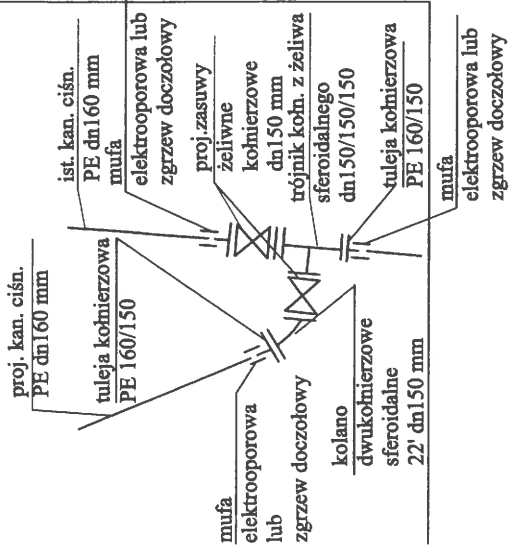 proj. kan. ciśn.
PE dn160 mm
tuleja kołnierzowa
PE 160/150
mufa
elektrooporowa
lub
zgrzew doczołowy
kolano
dwukołnierzowe
sferoidalne
22' dn150 mm
ist. kan. ciśn.
PE dn160 mm
mufa
elektrooporowa lub
zgrzew doczołowy
proj.zasuwy
żeliwne
kołnierzowe
dn150 mm
trójnik kołn. z żeliwa
sferoidalnego
dn150/150/150
tuleja kołnierzowa
PE 160/150
mufa
elektrooporowa lub
zgrzew doczołowy